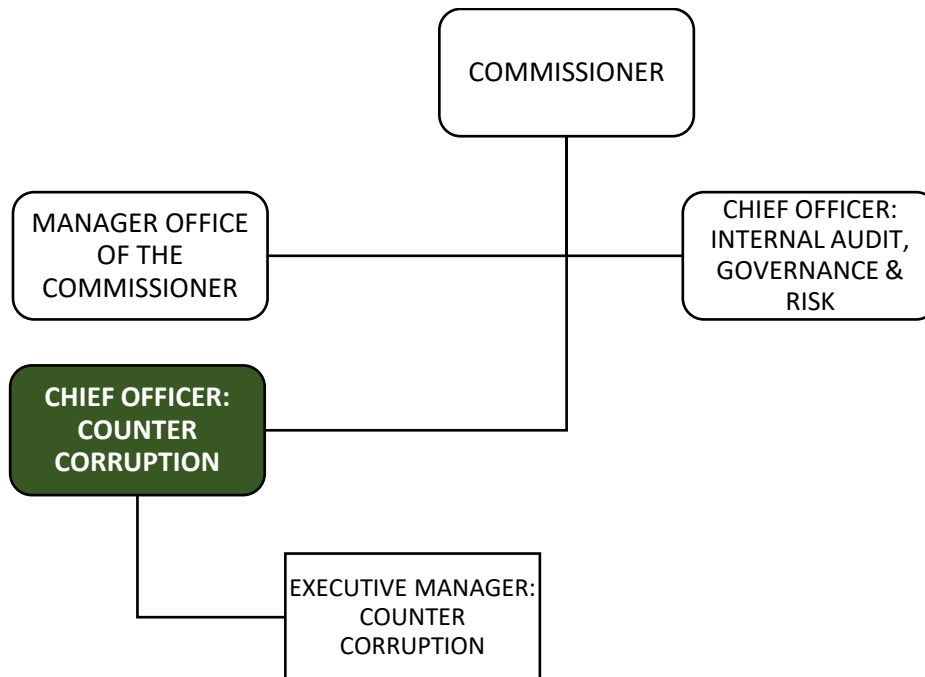 COMMISSIONER
MANAGER OFFICE
OF THE
COMMISSIONER
CHIEF OFFICER:
INTERNAL AUDIT,
GOVERNANCE &
RISK
CHIEF OFFICER:
COUNTER
CORRUPTION
EXECUTIVE MANAGER:
COUNTER
CORRUPTION